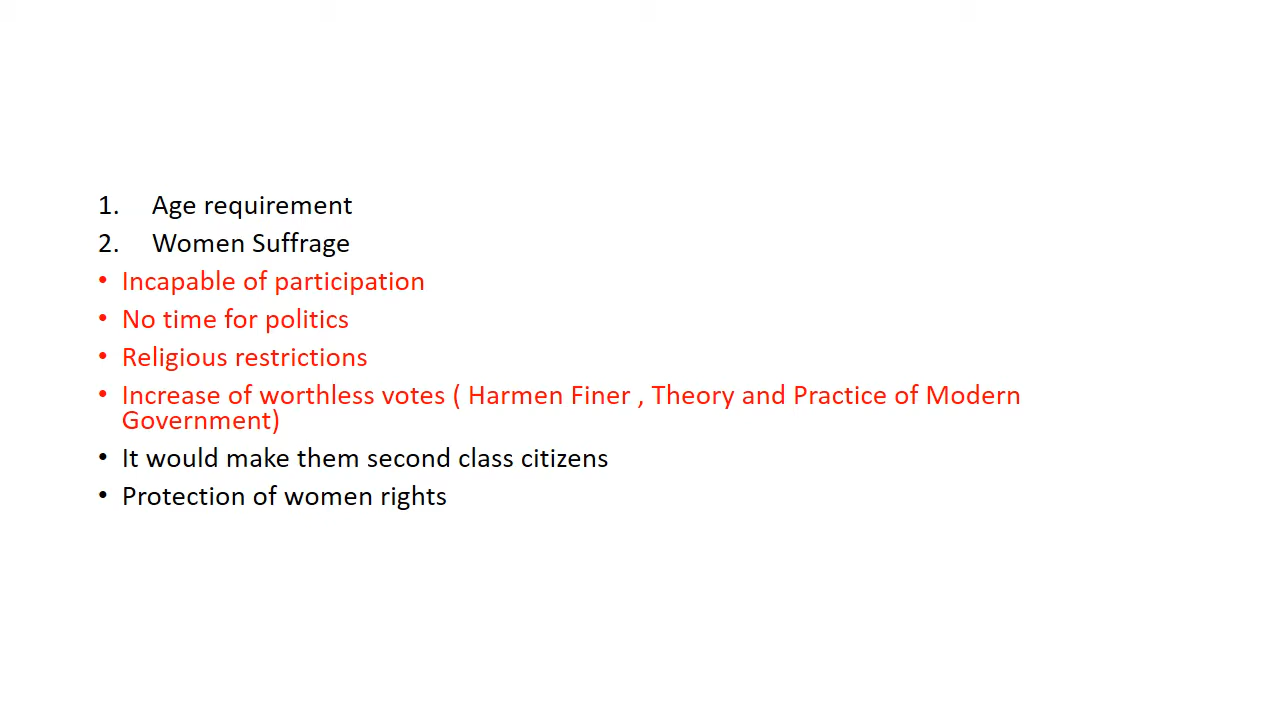 1. Age requirement
2. Women Suffrage
• Incapable of participation
• No time for politics
• Religious restrictions
• Increase of worthless votes ( Harmen Finer , Theory and Practice of Modern
Government)
• It would make them second class citizens
• Protection of women rights